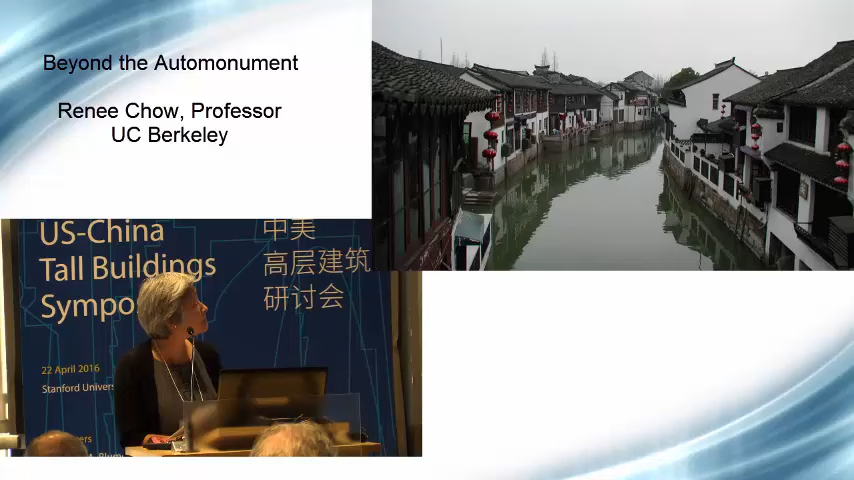 Beyond the Automonument
Renee Chow, Professor
UC Berkeley
US-China
Tall Buildings
Sympo
中美
高层建筑
研讨会
22 April 2016
Stanford Univers